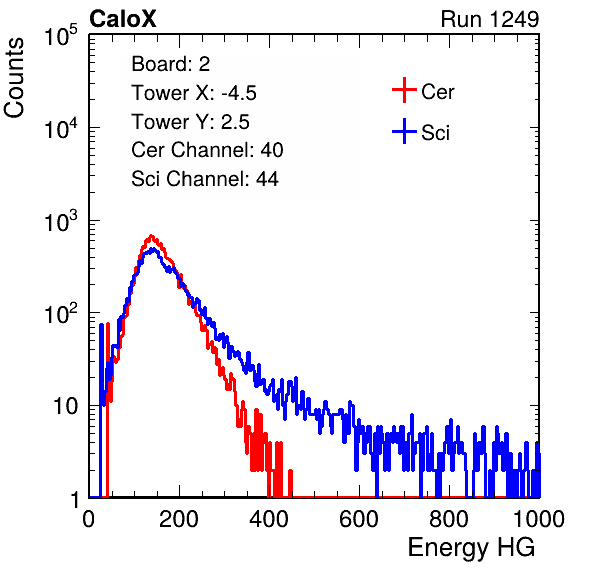 CaloX Run 1249
Counts
10^5
10^4
10^3
10^2
10
1
Board: 2
Tower X: -4.5
Tower Y: 2.5
Cer Channel: 40
Sci Channel: 44
Cer
Sci
0 200 400 600 800 1000
Energy HG